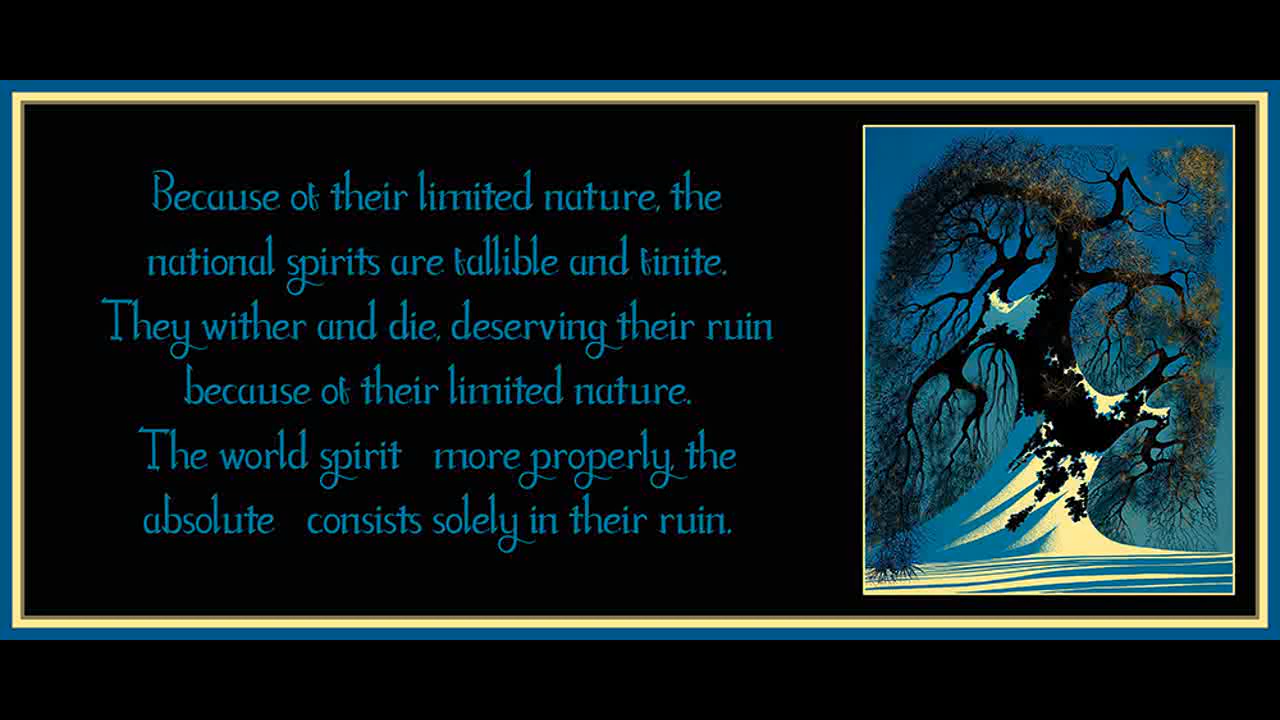 Because of their limited nature, the
national spirits are fallible and finite.
They wither and die, deserving their ruin
because of their limited nature.
The world spirit more properly, the
absolute consists solely in their ruin.